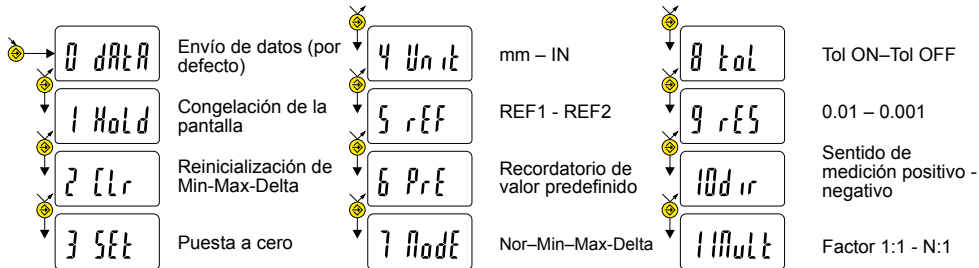 0 dAtA
Envío de datos (por
defecto)
1 Hold
Congelación de la
pantalla
2 CLr
Reinicialización de
Min-Max-Delta
3 SEt
Puesta a cero
4 Unit
mm – IN
5 rEF
REF1 - REF2
6 PrE
Recordatorio de
valor predefinido
7 ModE
Nor–Min–Max-Delta
8 tol
Tol ON–Tol OFF
9 rES
0.01 – 0.001
10dir
Sentido de
medición positivo -
negativo
11Mult
Factor 1:1 - N:1